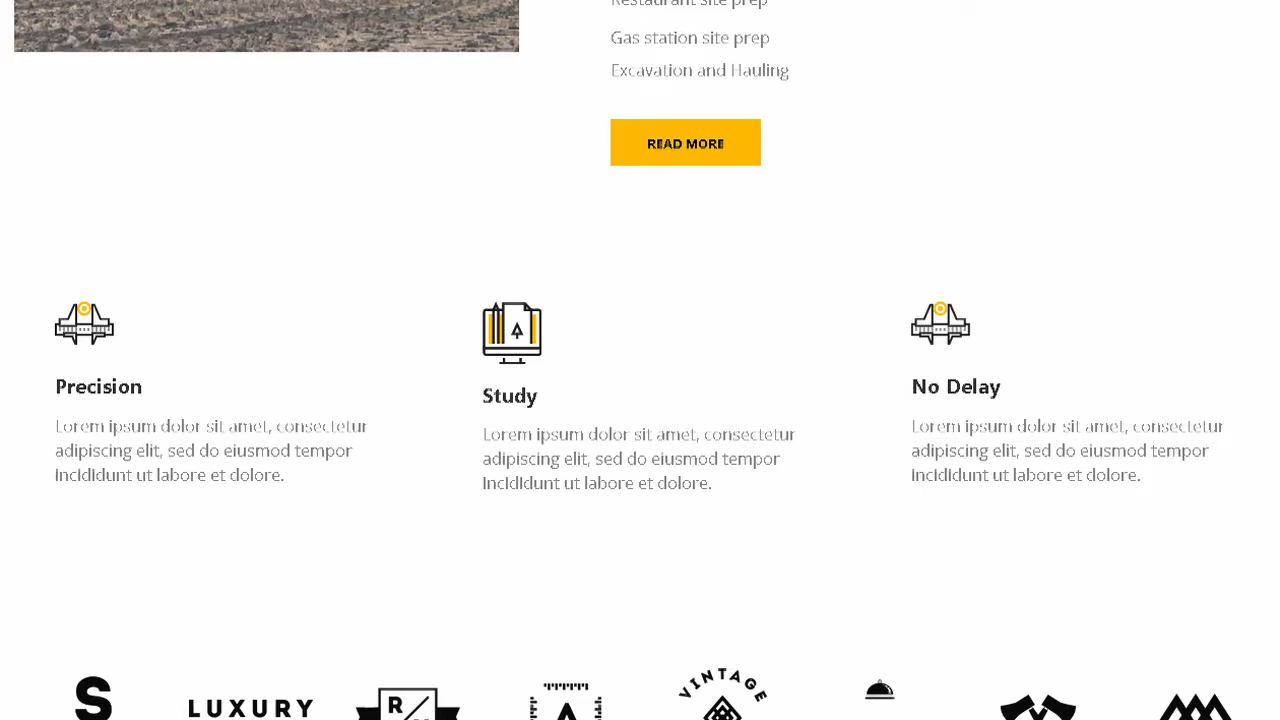 Restaurant site prep
Gas station site prep
Excavation and Hauling
READ MORE
Precision
Lorem ipsum dolor sit amet, consectetur
adipiscing elit, sed do eiusmod tempor
incididunt ut labore et dolore.
Study
Lorem ipsum dolor sit amet, consectetur
adipiscing elit, sed do eiusmod tempor
incididunt ut labore et dolore.
No Delay
Lorem ipsum dolor sit amet, consectetur
adipiscing elit, sed do eiusmod tempor
incididunt ut labore et dolore.
S
LUXURY
R
VINTAGE